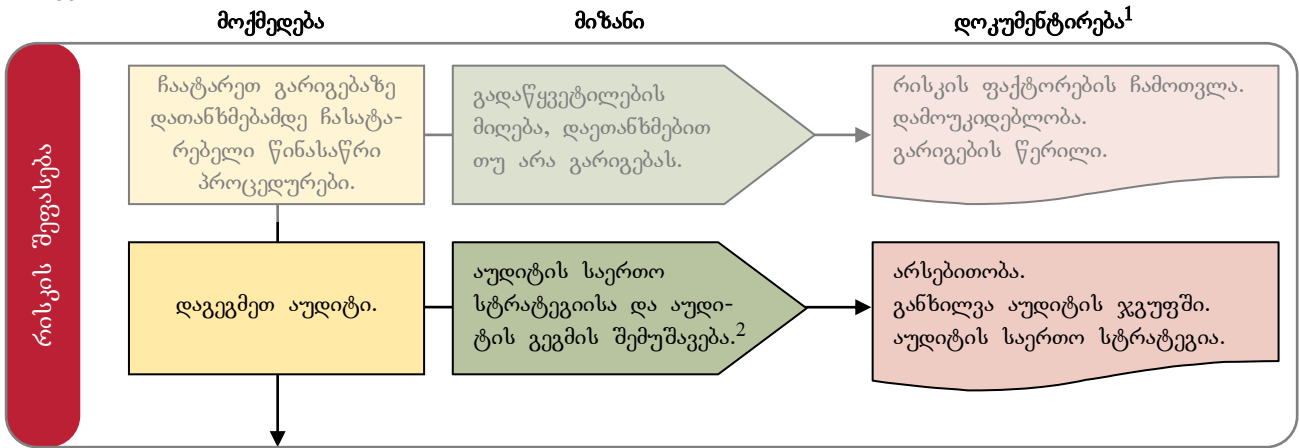 მოქმედება მიზანი დოკუმენტირება1
რისკის შეფასება
ჩაატარეთ გარიგებაზე
დათანხმებამდე ჩასატა-
რებელი წინასაწრი
პროცედურები.
გადაწყვეტილების
მიღება, დაეთანხმებით
თუ არა გარიგებას.
რისკის ფაქტორების ჩამოთვლა.
დამოუკიდებლობა.
გარიგების წერილი.
დაგეგმეთ აუდიტი.
აუდიტის საერთო
სტრატეგიისა და აუდი-
ტის გეგმის შემუშავება.2
არსებითობა.
განხილვა აუდიტის ჯგუფში.
აუდიტის საერთო სტრატეგია.